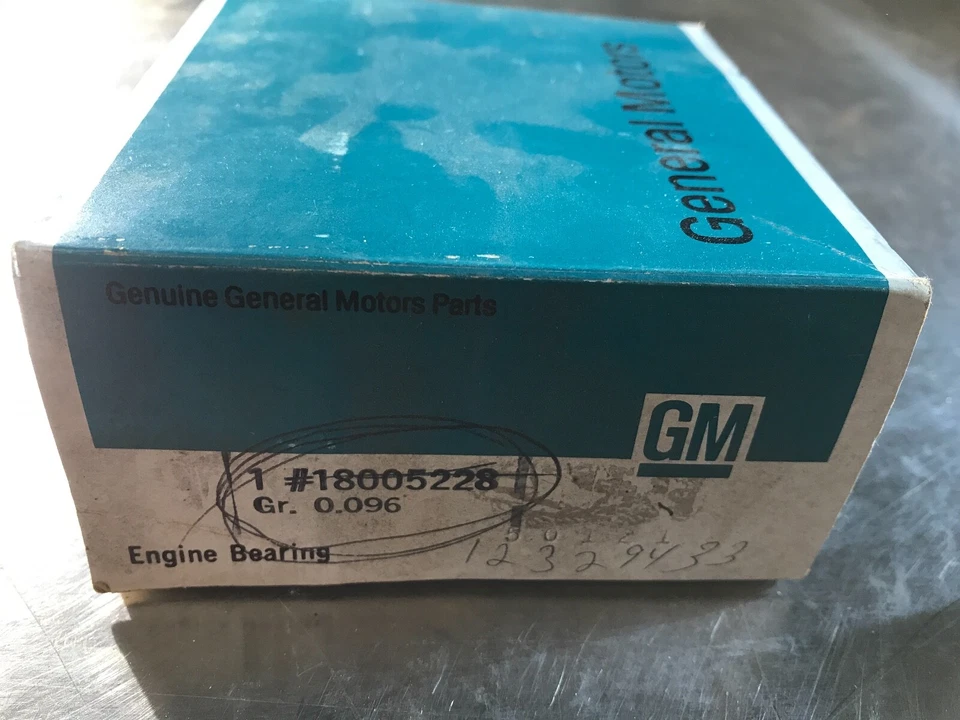 General Motors
Genuine General Motors Parts
GM
1 #18005228
Gr. 0.096
Engine Bearing
12329433